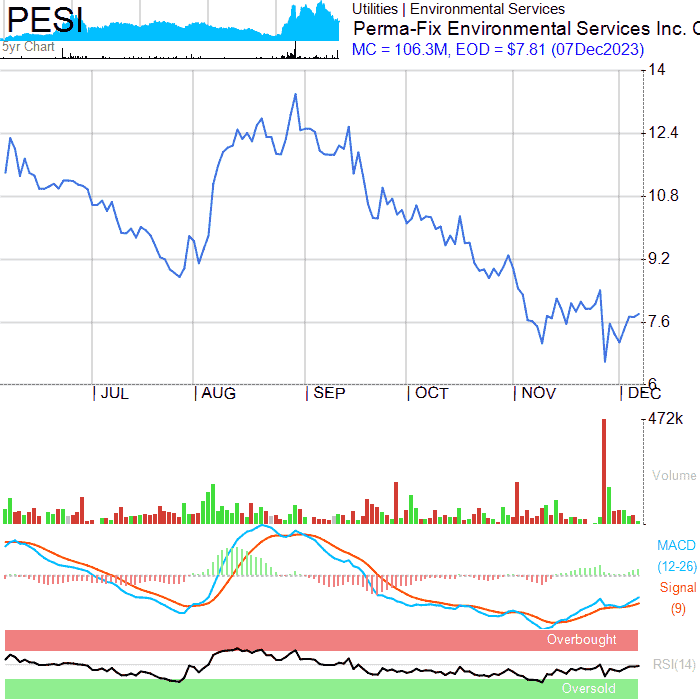 PESI
5yr Chart
Utilities | Environmental Services
Perma-Fix Environmental Services Inc. C
MC = 106.3M, EOD = $7.81 (07Dec2023)
14
12.4
10.8
9.2
7.6
6
JUL AUG SEP OCT NOV DEC
472k
Volume
MACD
(12-26)
Signal
(9)
Overbought
RSI(14)
Oversold